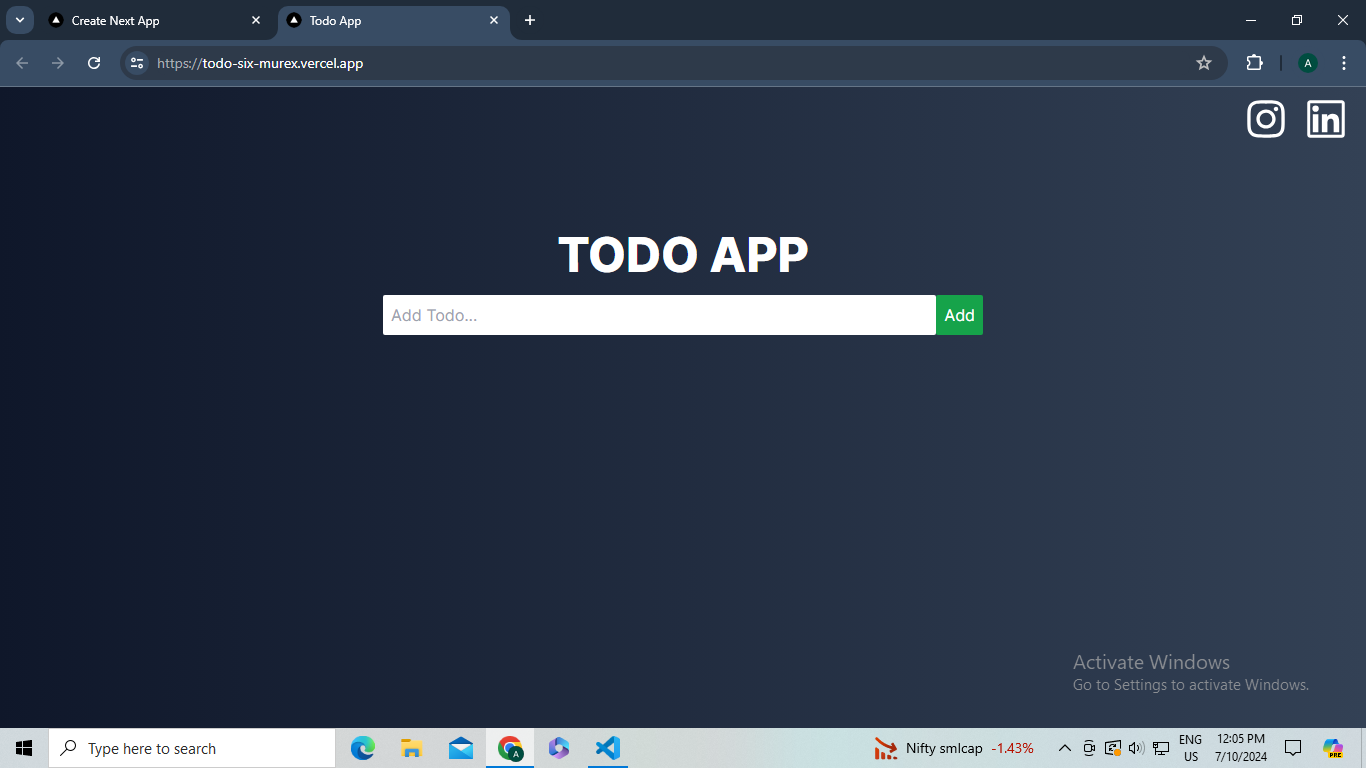 Create Next App
Todo App
https://todo-six-murex.vercel.app
A
in
TODO APP
Add Todo...
Add
Activate Windows
Go to Settings to activate Windows.
Type here to search
A
Nifty smlcap -1.43%
ENG
US
12:05 PM
7/10/2024
PRE